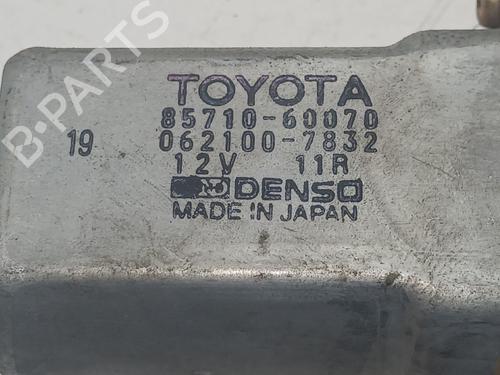 B-PARTS
TOYOTA
85710-60070
19 062100-7832
12V 11R
DENSO
MADE IN JAPAN